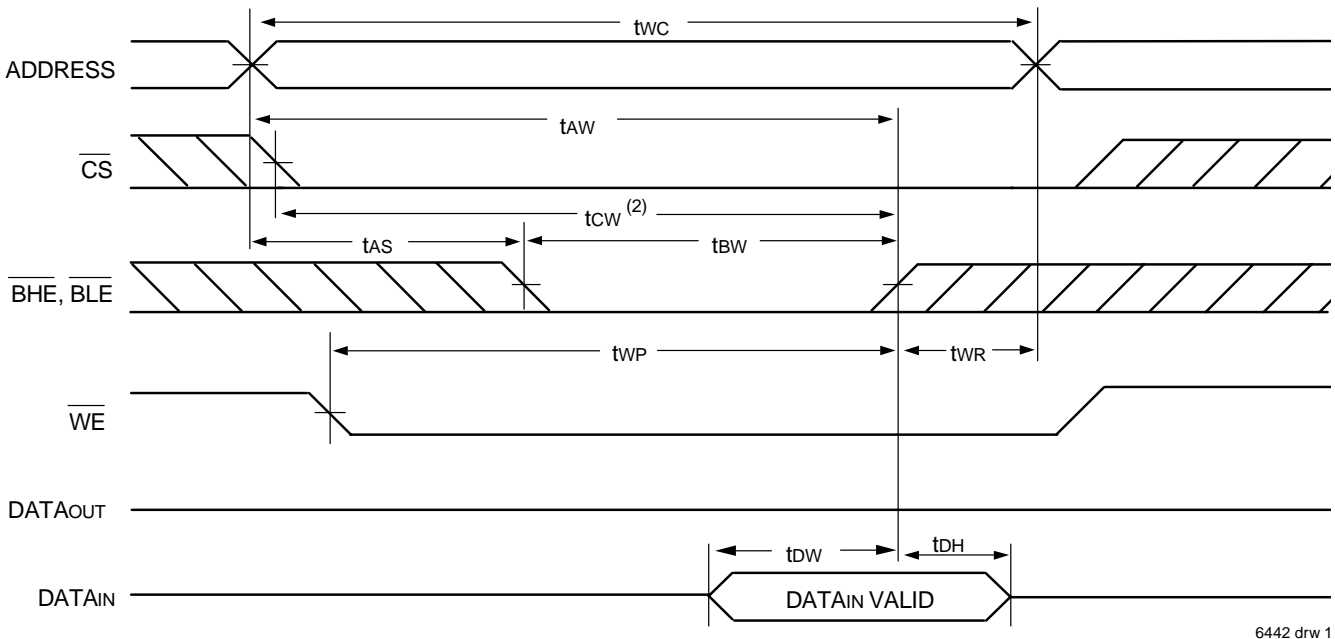 tWC
ADDRESS
tAW
CS
tCW (2)
tAS
tBW
BHE, BLE
tWP
tWR
WE
DATAOUT
tDW
tDH
DATAIN
DATAIN VALID
6442 drw 1